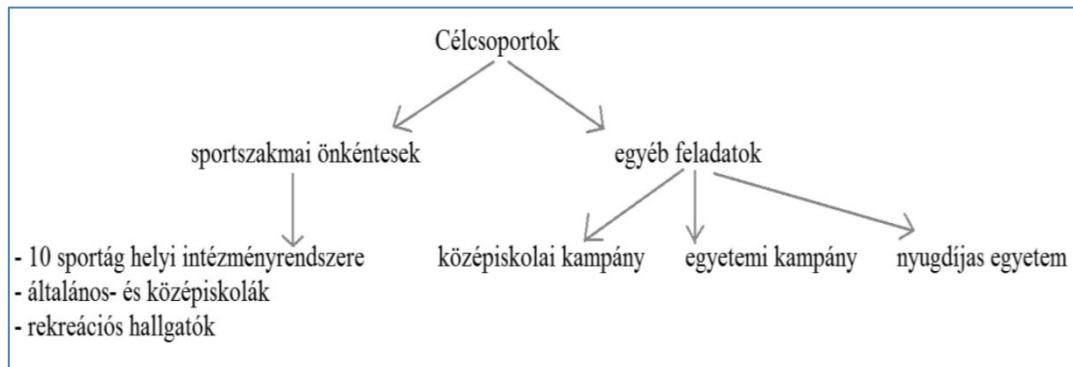 Célcsoportok
sportszakmai önkéntesek
egyéb feladatok
- 10 sportág helyi intézményrendszere
- általános- és középiskolák
- rekreációs hallgatók
középiskolai kampány
egyetemi kampány
nyugdíjas egyetem